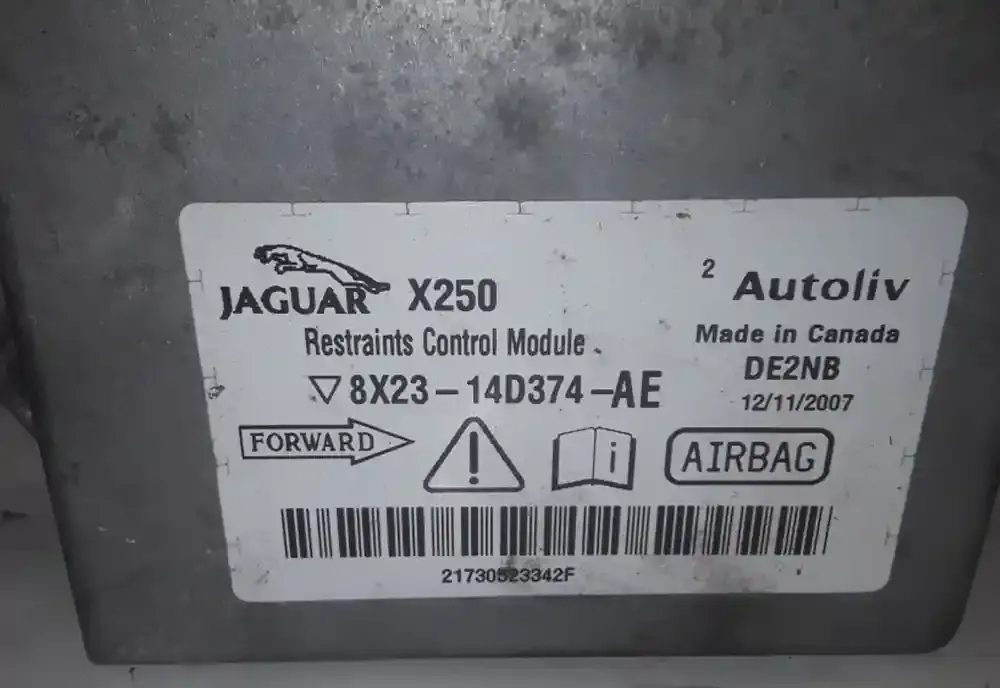 JAGUAR X250
Restraints Control Module
▽8X23-14D374-AE
2 Autoliv
Made in Canada
DE2NB
12/11/2007
FORWARD
!
i
AIRBAG
21730523342F